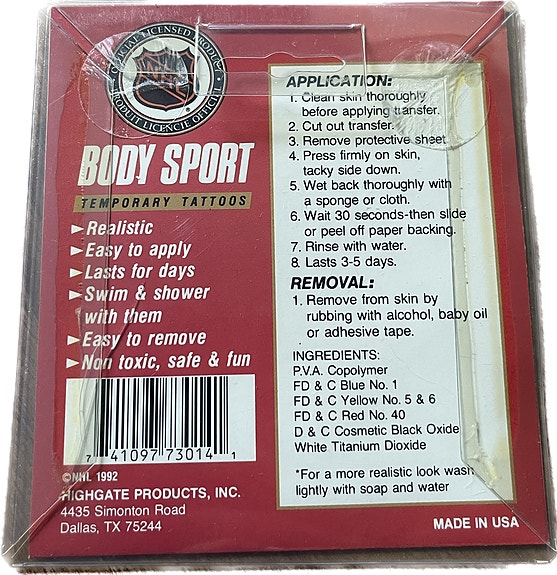 OFFICIAL LICENSED PRODUCT
NHL
PRODUIT LICENCIE OFFICIEL
BODY SPORT
TEMPORARY TATTOOS
►Realistic
►Easy to apply
►Lasts for days
►Swim & shower
with them
►Easy to remove
►Non toxic, safe & fun
7 41097 73014 1
©NHL 1992
HIGHGATE PRODUCTS, INC.
4435 Simonton Road
Dallas, TX 75244
APPLICATION:
1. Clean skin thoroughly
before applying transfer.
2. Cut out transfer.
3. Remove protective sheet
4. Press firmly on skin,
tacky side down.
5. Wet back thoroughly with
a sponge or cloth.
6. Wait 30 seconds-then slide
or peel off paper backing.
7. Rinse with water.
8. Lasts 3-5 days.
REMOVAL:
1. Remove from skin by
rubbing with alcohol, baby oil
or adhesive tape.
INGREDIENTS:
P.V.A. Copolymer
FD & C Blue No. 1
FD & C Yellow No. 5 & 6
FD & C Red No. 40
D & C Cosmetic Black Oxide
White Titanium Dioxide
*For a more realistic look wash
lightly with soap and water
MADE IN USA